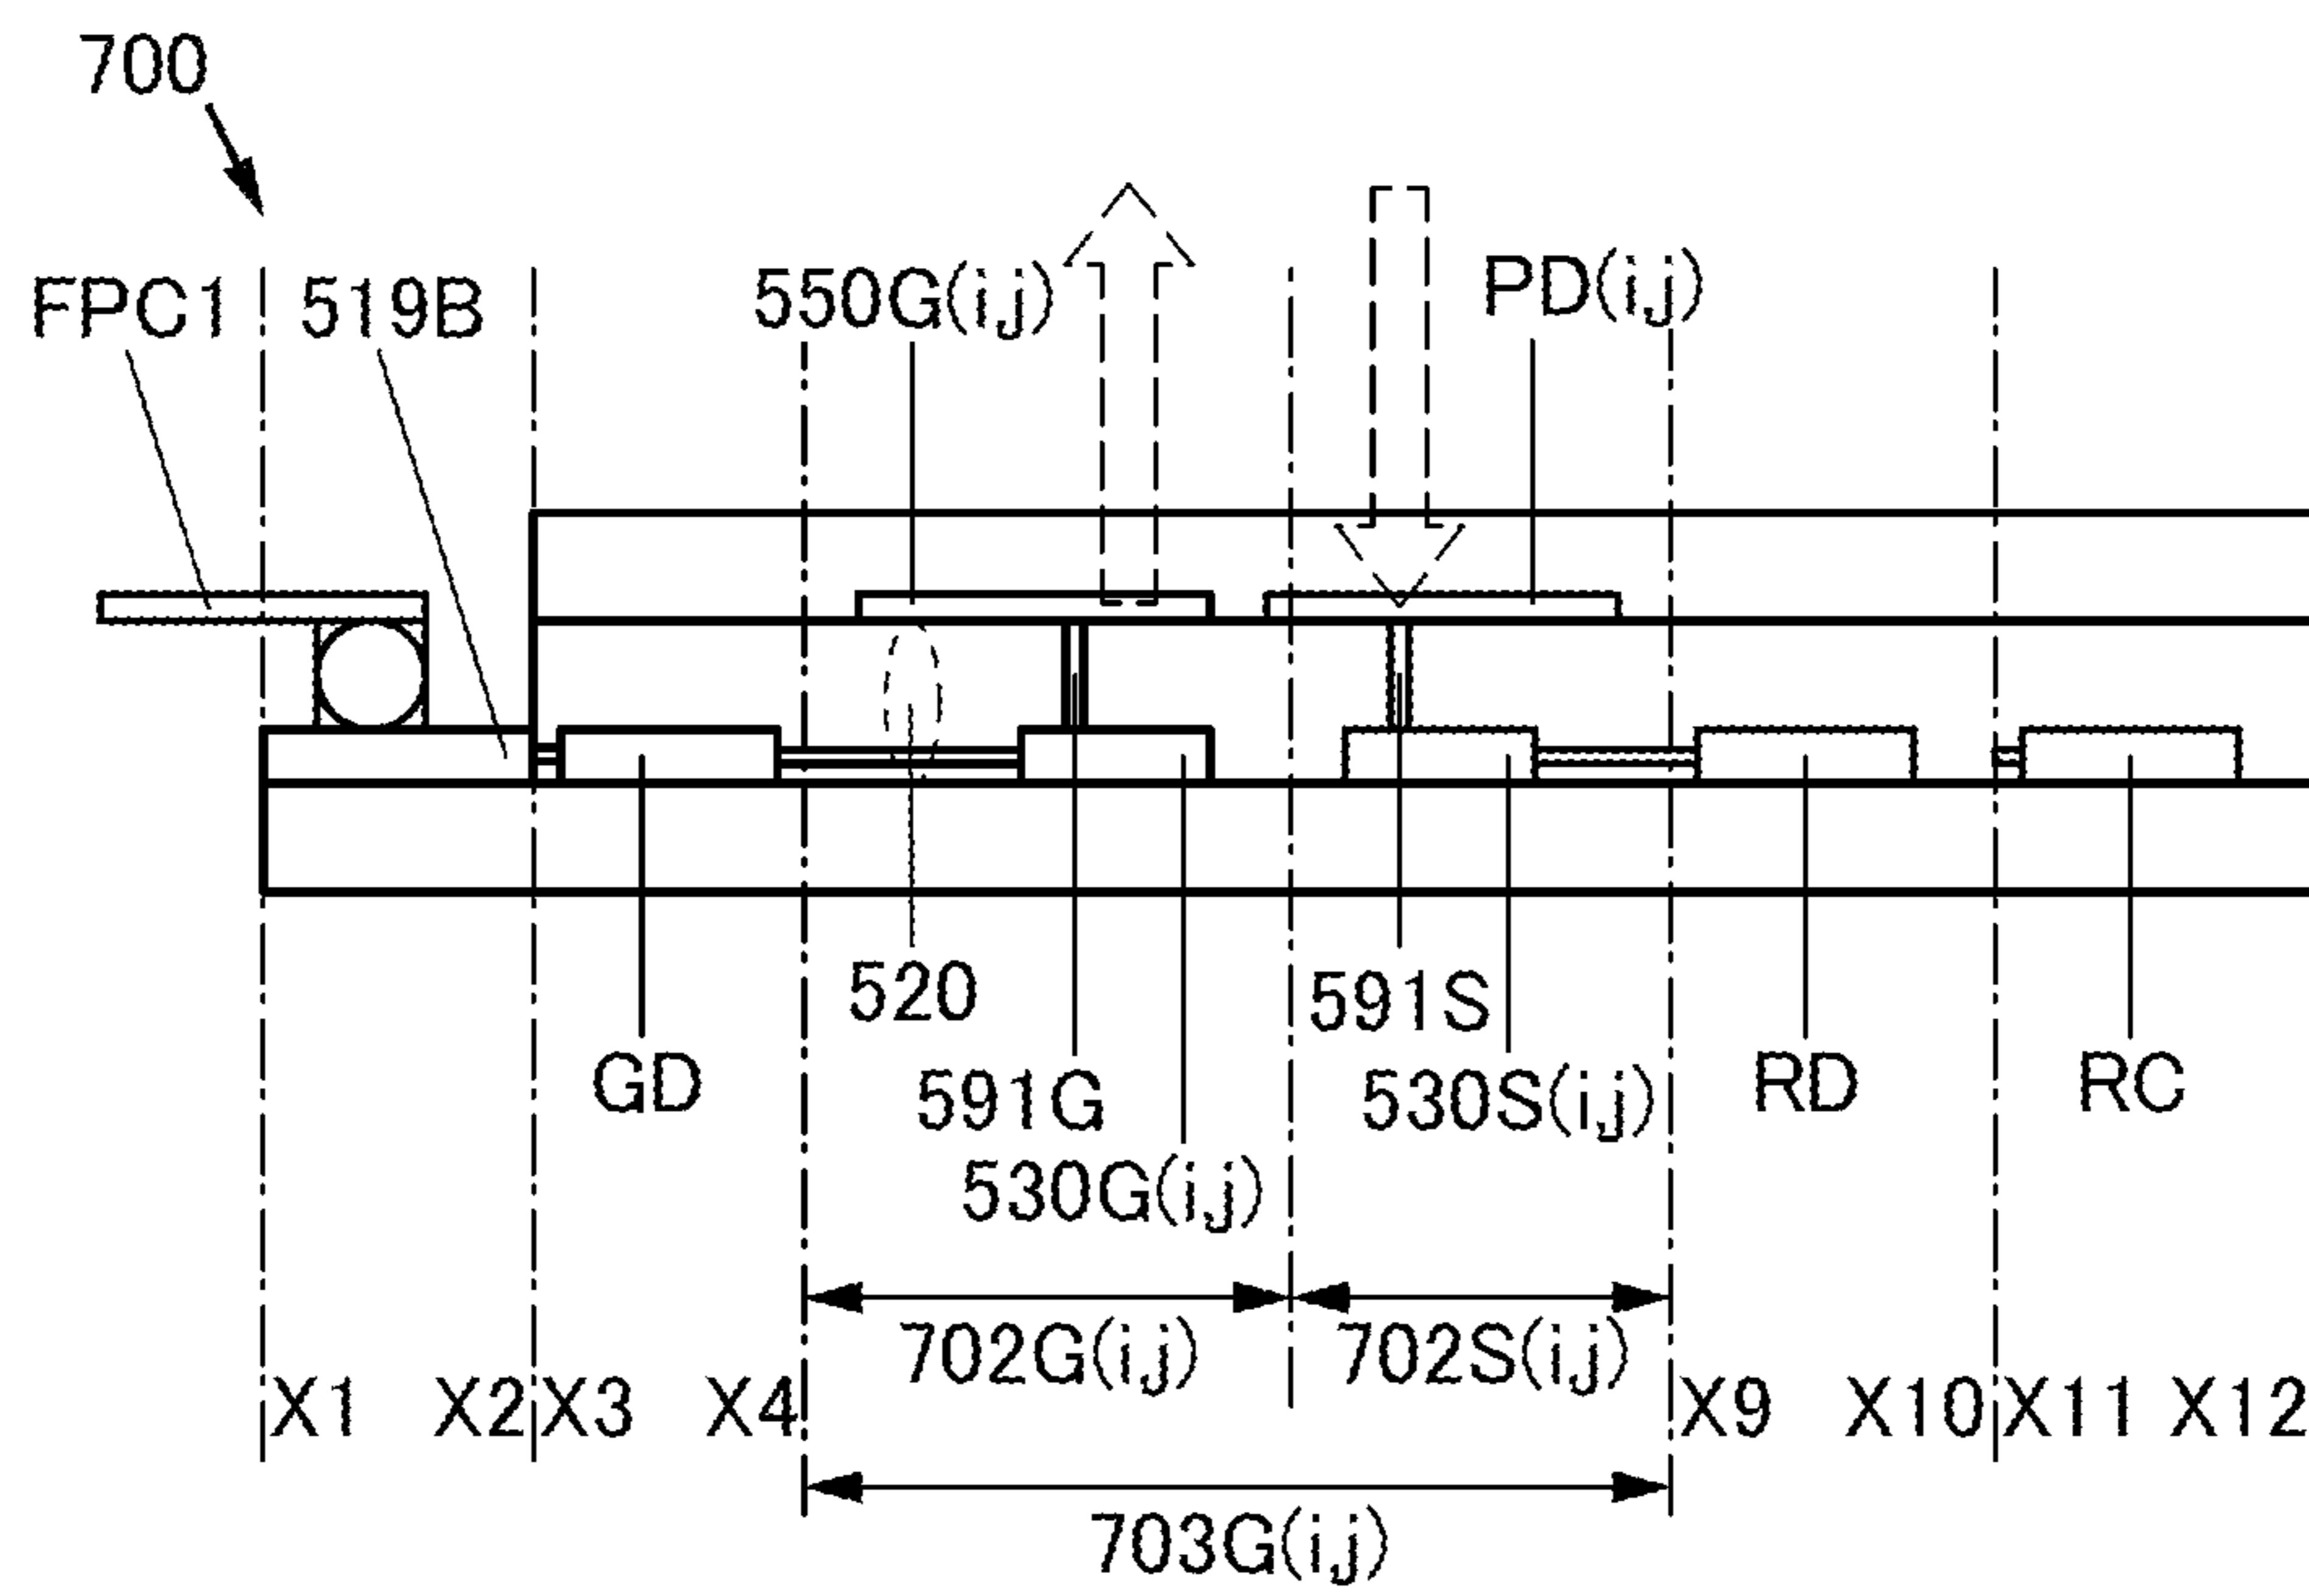 700
FPC1 519B 550G(i,j) PD(i,j)
520 591S
GD 591G 530S(i,j) RD RC
530G(i,j)
702G(i,j) 702S(i,j)
X1 X2 X3 X4 X9 X10 X11 X12
703G(i,j)